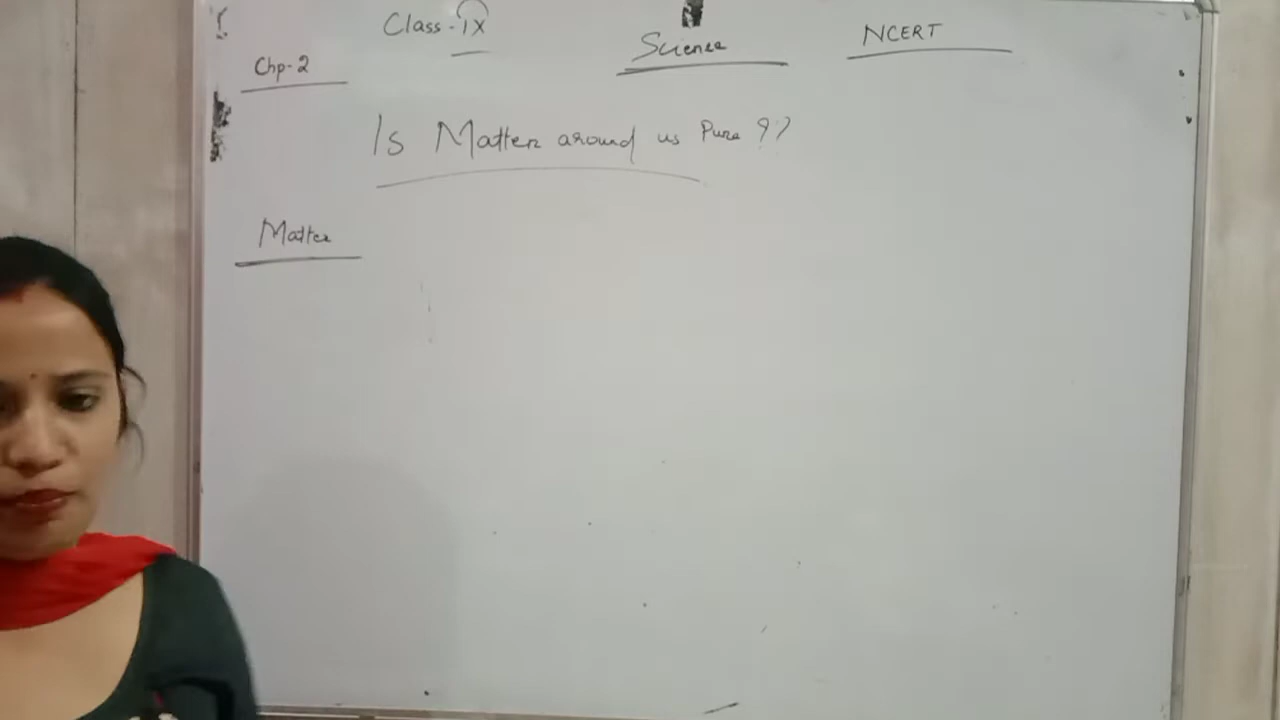 Class-IX Science NCERT
Chp-2
Is Matter around us Pure ??
Matter